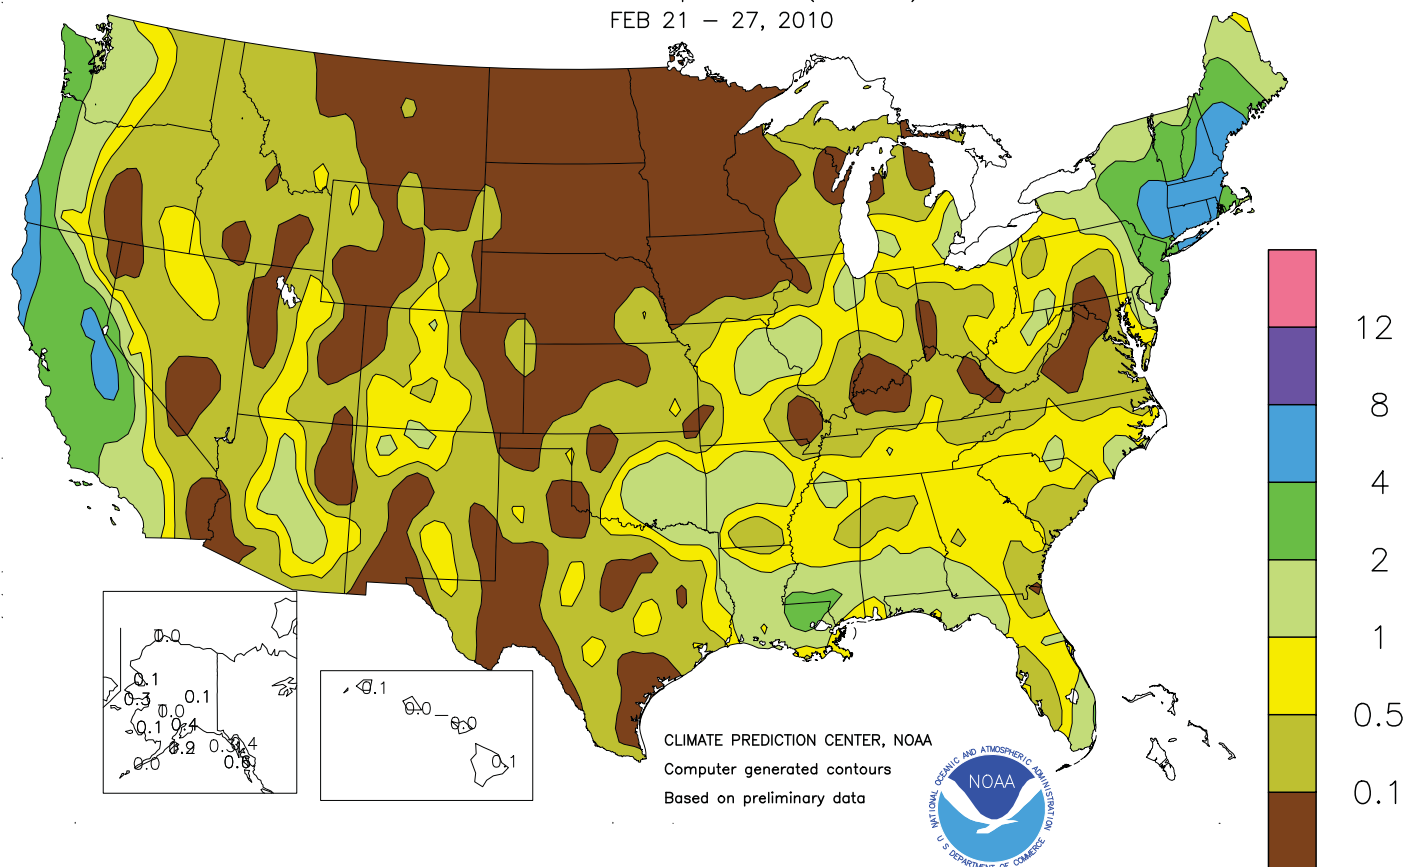 FEB 21 – 27, 2010
12
8
4
2
1
0.5
0.1
0.0
0.1
0.3
0.1
0.0
0.1
0.4
0.2
0.0
0.1
0.0
0.0
0.1
CLIMATE PREDICTION CENTER, NOAA
Computer generated contours
Based on preliminary data
NATIONAL OCEANIC AND ATMOSPHERIC ADMINISTRATION
NOAA
U S DEPARTMENT OF COMMERCE